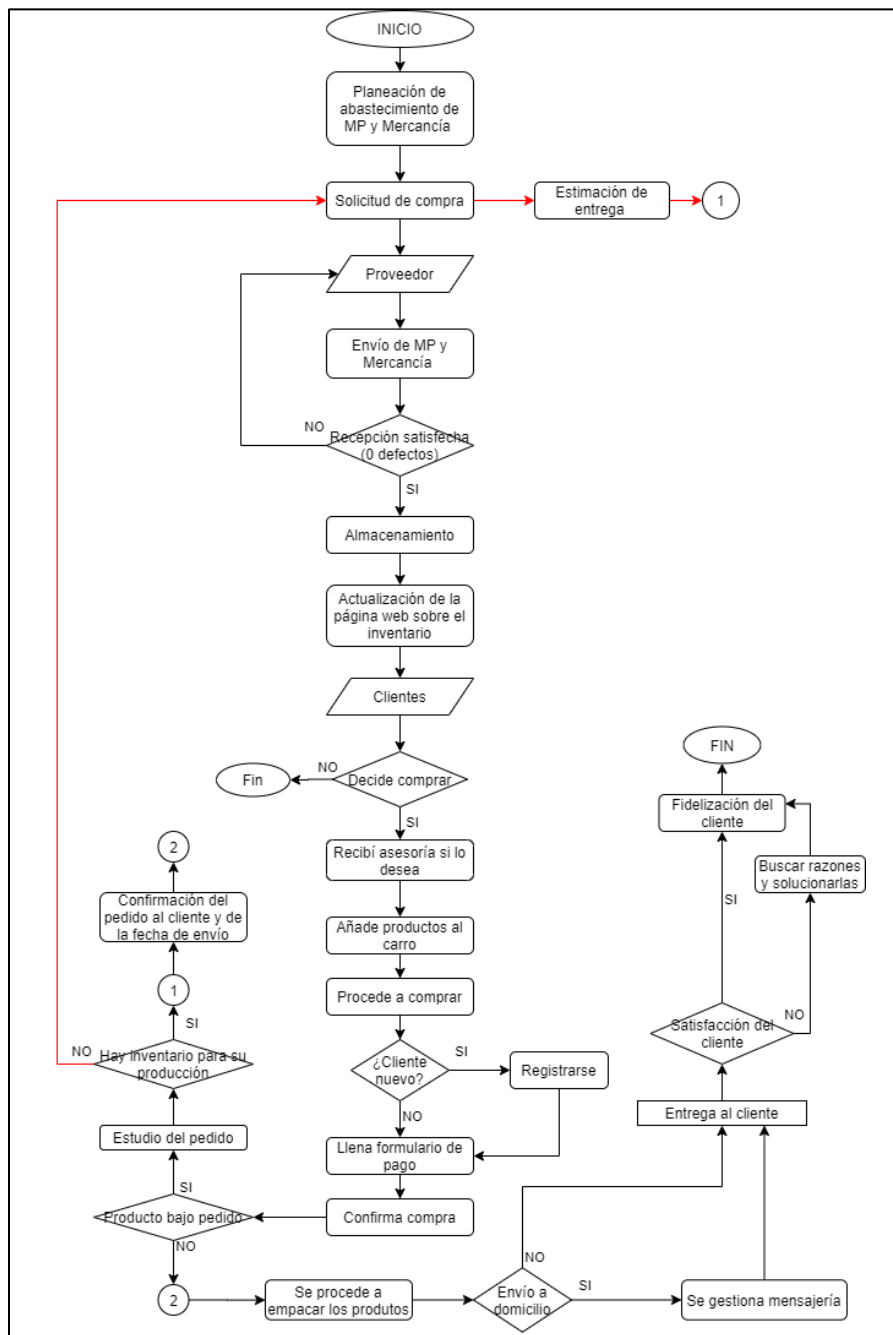 INICIO
Planeación de
abastecimiento de
MP y Mercancía
Solicitud de compra
Estimación de
entrega
1
Proveedor
Envío de MP y
Mercancía
NO
Recepción satisfecha
(0 defectos)
SI
Almacenamiento
Actualización de la
página web sobre el
inventario
Clientes
Fin
NO
Decide comprar
SI
Recibí asesoría si lo
desea
Añade productos al
carro
Procede a comprar
¿Cliente
nuevo?
SI
Registrarse
NO
Llena formulario de
pago
Confirma compra
2
Confirmación del
pedido al cliente y de
la fecha de envío
1
SI
NO
Hay inventario para su
producción
Estudio del pedido
SI
Producto bajo pedido
NO
2
Se procede a
empacar los produtos
NO
Envío a
domicilio
SI
Se gestiona mensajería
Entrega al cliente
Satisfacción del
cliente
NO
SI
Buscar razones
y solucionarlas
Fidelización del
cliente
FIN